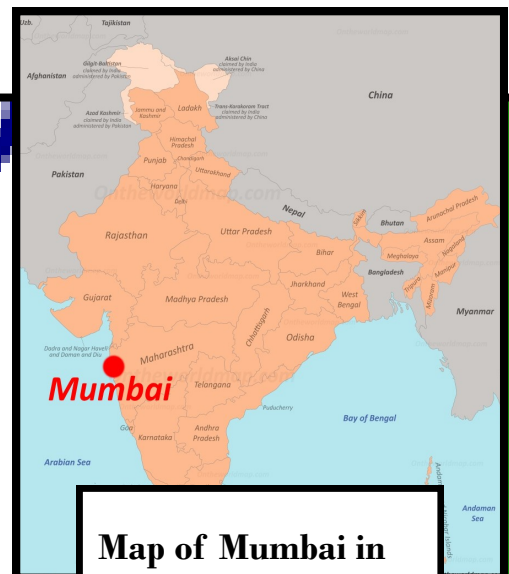 Uzb.
Tajikistan
Afghanistan
Gilgit-Baltistan
claimed by India
administered by Pakistan
Aksai Chin
claimed by India
administered by China
China
Azad Kashmir
claimed by India
administered by Pakistan
Jammu and
Kashmir
Ladakh
Trans-Karakoram Tract
claimed by India
administered by China
Himachal
Pradesh
Punjab
Chandigarh
Uttarakhand
Pakistan
Haryana
Delhi
Ontheworldmap.com
Nepal
Sikkim
Bhutan
Arunachal Pradesh
Rajasthan
Uttar Pradesh
Assam
Nagaland
Bihar
Meghalaya
Manipur
Bangladesh
Tripura
Mizoram
Gujarat
Madhya Pradesh
Jharkhand
West
Bengal
Chhattisgarh
Myanmar
Odisha
Dadra and Nagar Haveli
and Daman and Diu
Maharashtra
Mumbai
Telangana
Puducherry
Bay of Bengal
Goa
Karnataka
Andhra
Pradesh
Arabian Sea
Andaman
Sea
Map of Mumbai in